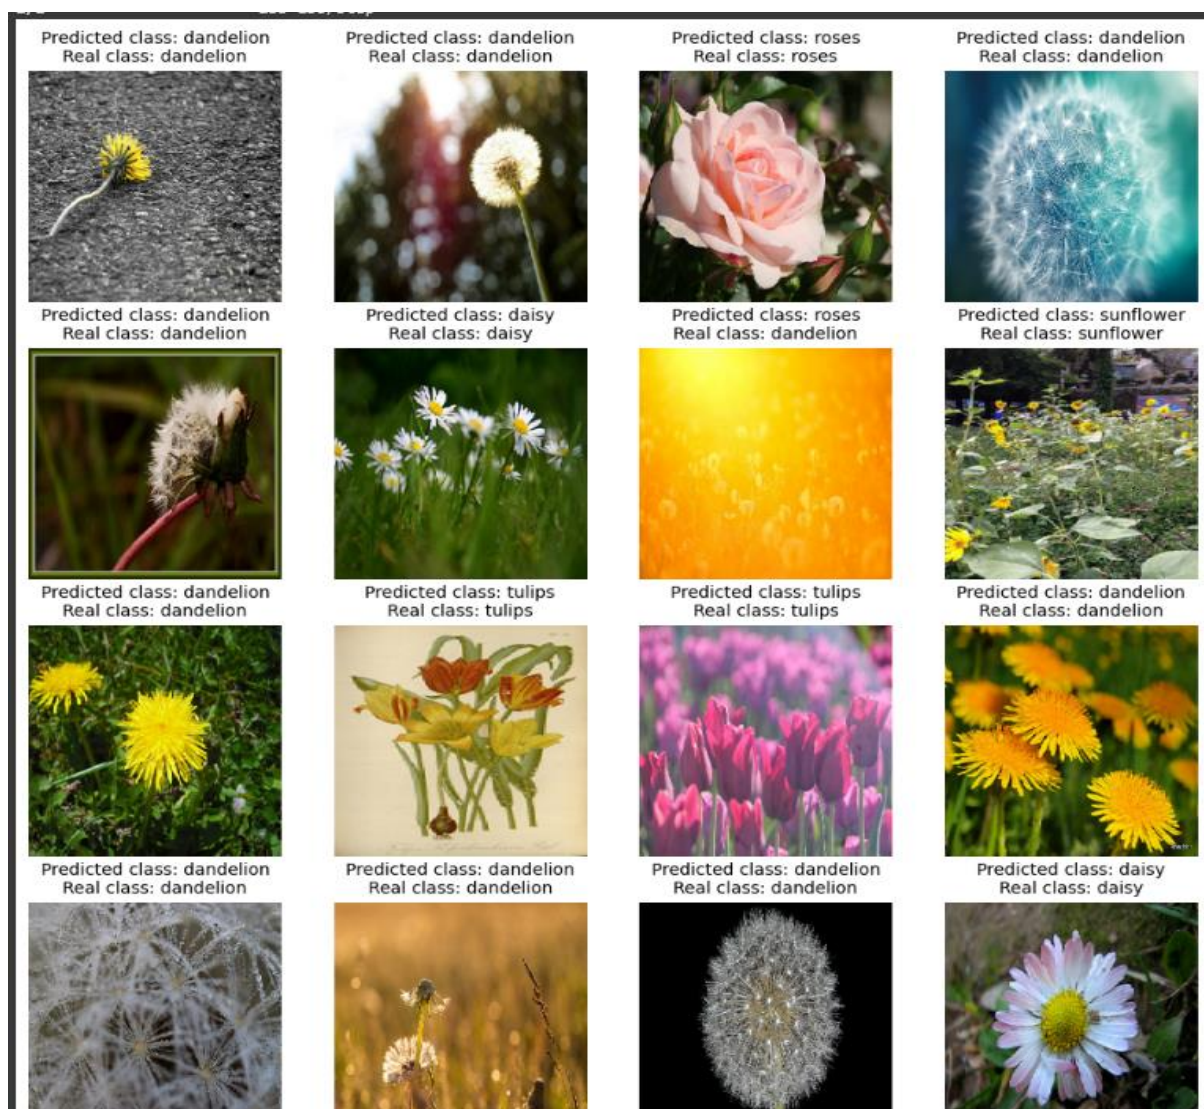 Predicted class: dandelion
Real class: dandelion
Predicted class: dandelion
Real class: dandelion
Predicted class: roses
Real class: roses
Predicted class: dandelion
Real class: dandelion
Predicted class: dandelion
Real class: dandelion
Predicted class: daisy
Real class: daisy
Predicted class: roses
Real class: dandelion
Predicted class: sunflower
Real class: sunflower
Predicted class: dandelion
Real class: dandelion
Predicted class: tulips
Real class: tulips
Predicted class: tulips
Real class: tulips
Predicted class: dandelion
Real class: dandelion
Predicted class: dandelion
Real class: dandelion
Predicted class: dandelion
Real class: dandelion
Predicted class: dandelion
Real class: dandelion
Predicted class: daisy
Real class: daisy